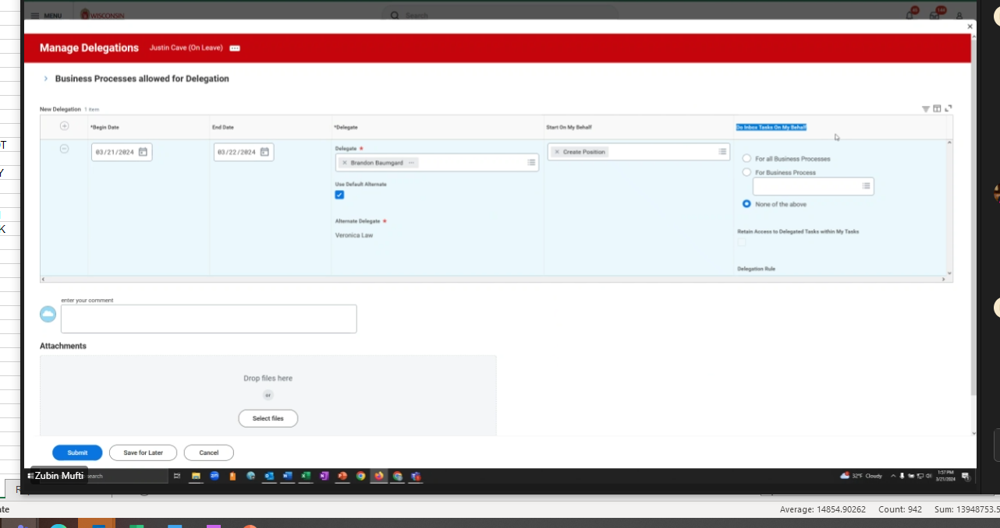 MENU
WISCONSIN
Search
Manage Delegations Justin Cave (On Leave)
Business Processes allowed for Delegation
New Delegation 1 item
*Begin Date End Date *Delegate Start On My Behalf Do Inbox Tasks On My Behalf
03/21/2024
03/22/2024
Delegate *
× Brandon Baumgard ...
Use Default Alternate
Alternate Delegate *
Veronica Law
× Create Position
For all Business Processes
For Business Process
None of the above
Retain Access to Delegated Tasks within My Tasks
Delegation Rule
enter your comment
Attachments
Drop files here
or
Select files
Submit Save for Later Cancel
Zubin Mufti
search
32°F Cloudy
1:57 PM
3/21/2024
OT
Y
K
ate
Average: 14854.90262 Count: 942 Sum: 13948753.5